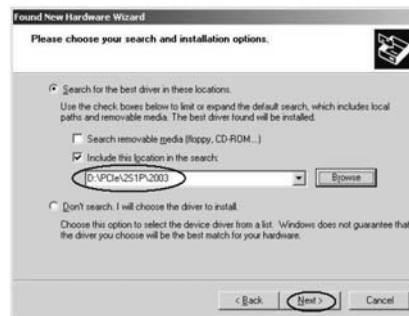 Found New Hardware Wizard
Please choose your search and installation options.
Search for the best driver in these locations.
Use the check boxes below to limit or expand the default search, which includes local
paths and removable media. The best driver found will be installed.
Search removable media (floppy, CD-ROM...)
Include this location in the search:
D:\PCIe\2S1P\2003
Browse
Don't search. I will choose the driver to install.
Choose this option to select the device driver from a list. Windows does not guarantee that
the driver you choose will be the best match for your hardware.
< Back
Next >
Cancel